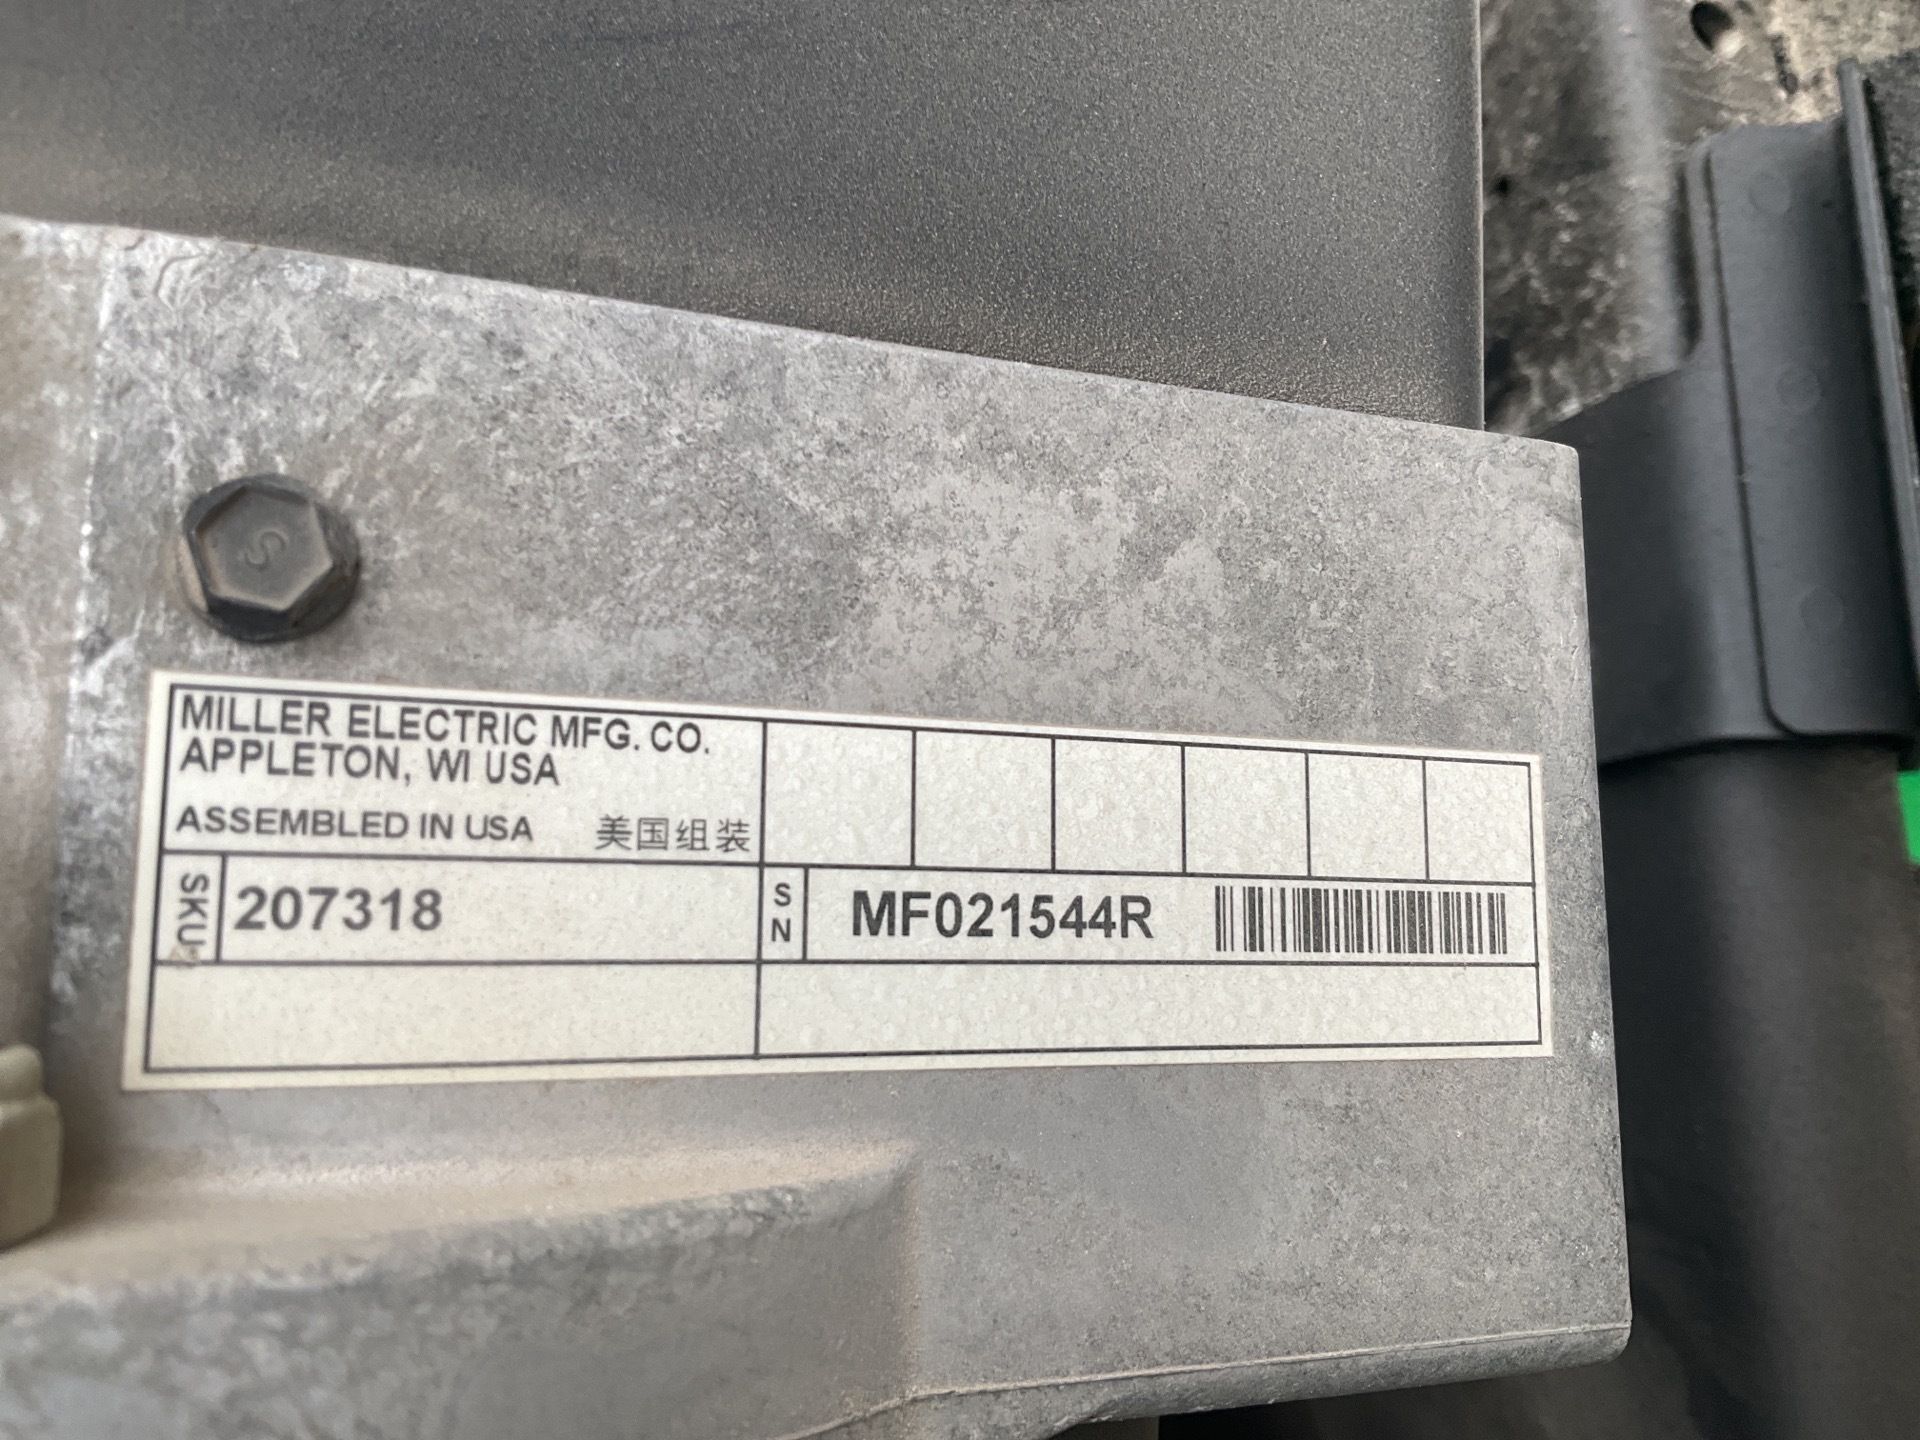 S
MILLER ELECTRIC MFG. CO.
APPLETON, WI USA
ASSEMBLED IN USA 美国组装
SKU 207318 SN MF021544R